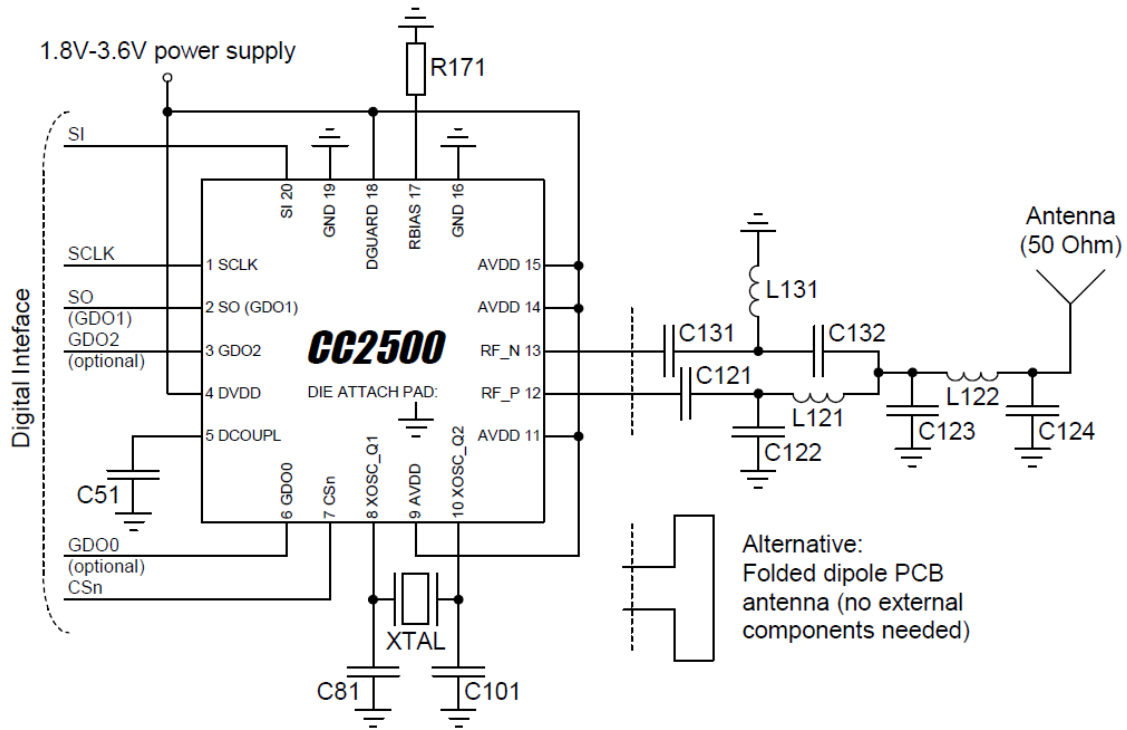 1.8V-3.6V power supply
R171
Digital Inteface
SI
SI 20
GND 19
DGUARD 18
RBIAS 17
GND 16
Antenna
(50 Ohm)
SCLK
1 SCLK
AVDD 15
L131
SO
(GDO1)
2 SO (GDO1)
AVDD 14
C131
C132
GDO2
(optional)
3 GDO2
CC2500
RF_N 13
C121
4 DVDD
DIE ATTACH PAD:
RF_P 12
L121
L122
5 DCOUPL
AVDD 11
C122
C123
C124
C51
6 GDO0
7 CSn
8 XOSC_Q1
9 AVDD
10 XOSC_Q2
GDO0
(optional)
CSn
XTAL
C81
C101
Alternative:
Folded dipole PCB
antenna (no external
components needed)